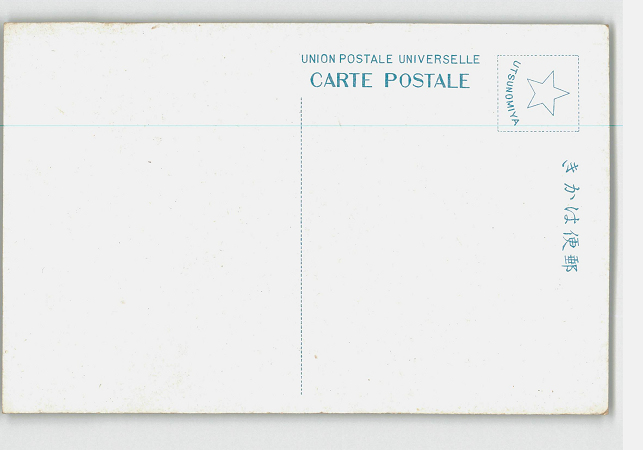 UNION POSTALE UNIVERSELLE
CARTE POSTALE
UTSUNOMIYA
きかは便郵